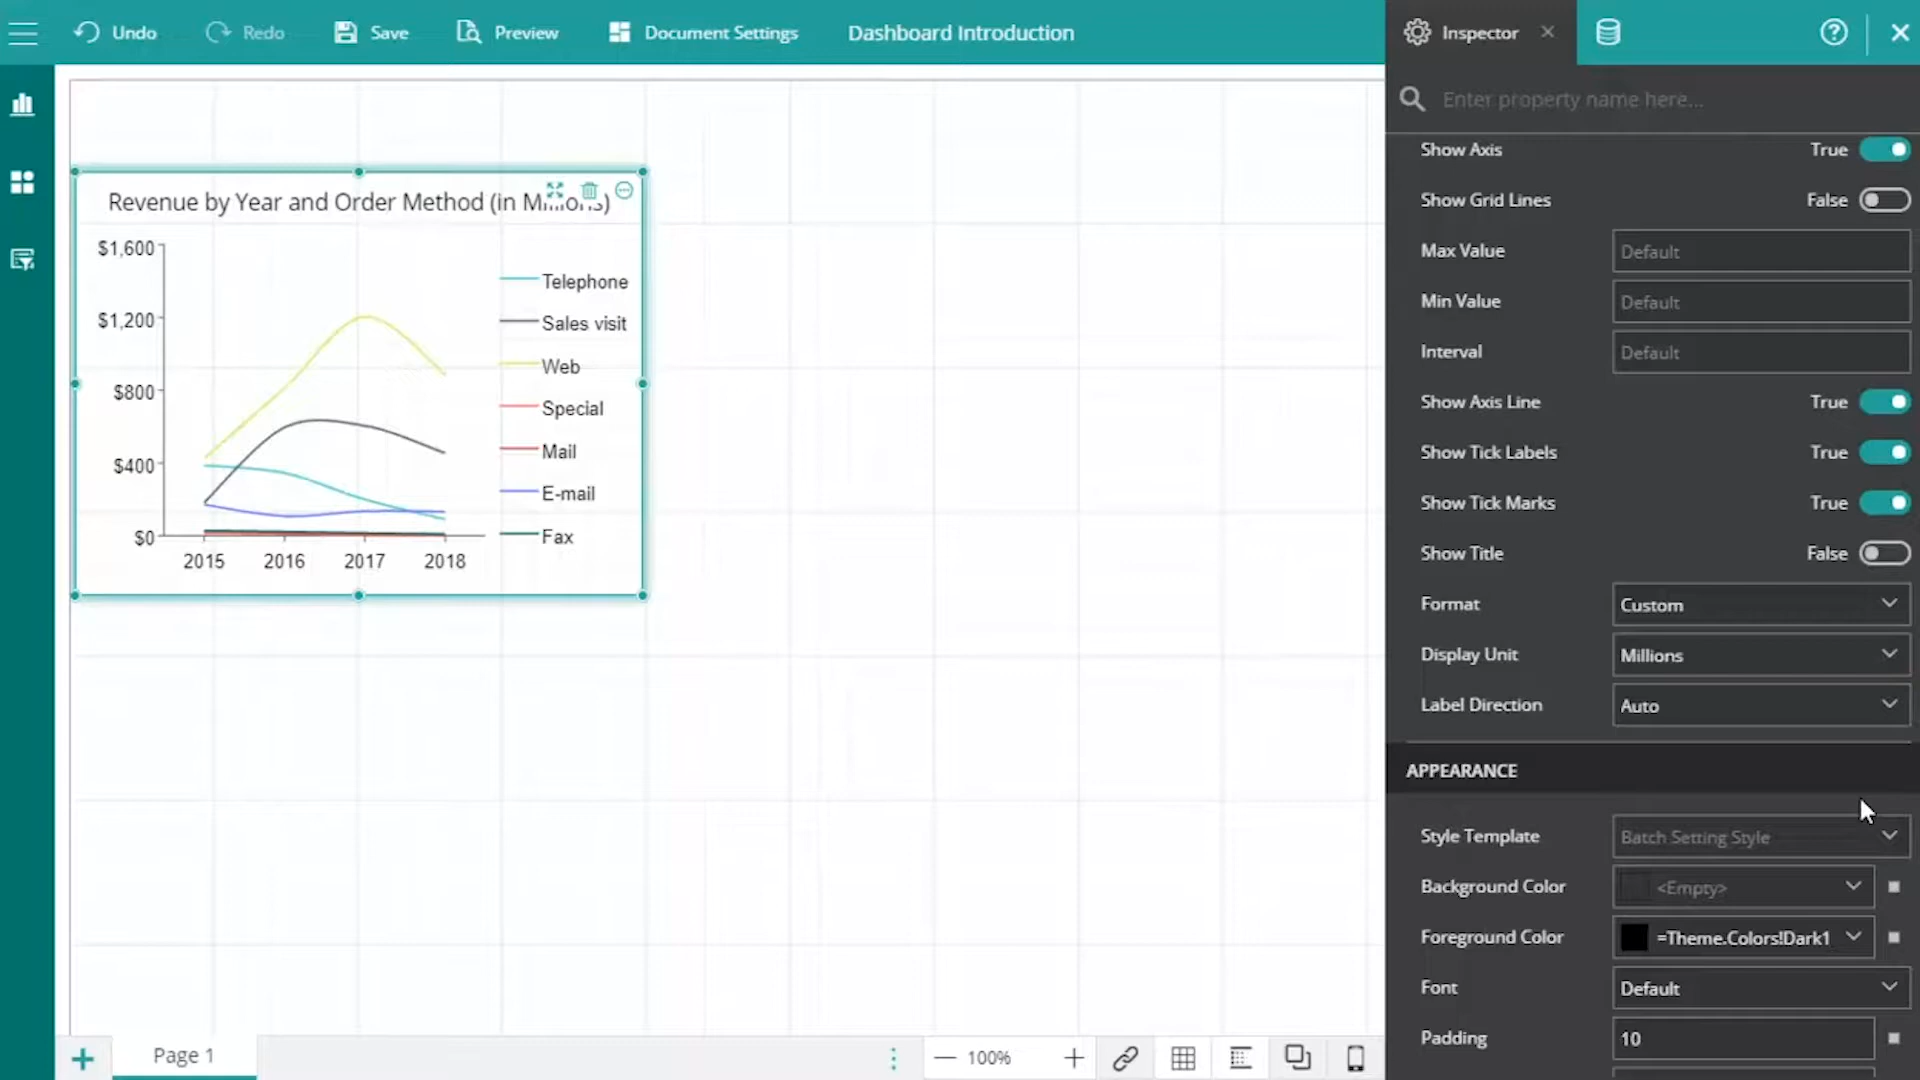 Undo
Redo
Save
Preview
Document Settings
Dashboard Introduction
Inspector
Enter property name here...
Revenue by Year and Order Method (in Millions)
$1,600
$1,200
$800
$400
$0
2015 2016 2017 2018
Telephone
Sales visit
Web
Special
Mail
E-mail
Fax
Show Axis True
Show Grid Lines False
Max Value Default
Min Value Default
Interval Default
Show Axis Line True
Show Tick Labels True
Show Tick Marks True
Show Title False
Format Custom
Display Unit Millions
Label Direction Auto
APPEARANCE
Style Template Batch Setting Style
Background Color <Empty>
Foreground Color =Theme.Colors!Dark1
Font Default
Padding 10
Page 1
100%